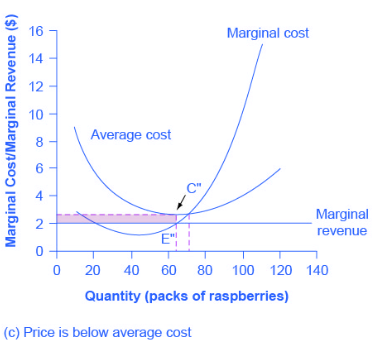 Marginal Cost/Marginal Revenue ($)
16
14
12
10
8
6
4
2
0
Marginal cost
Average cost
C"
E"
Marginal
revenue
0 20 40 60 80 100 120 140
Quantity (packs of raspberries)
(c) Price is below average cost